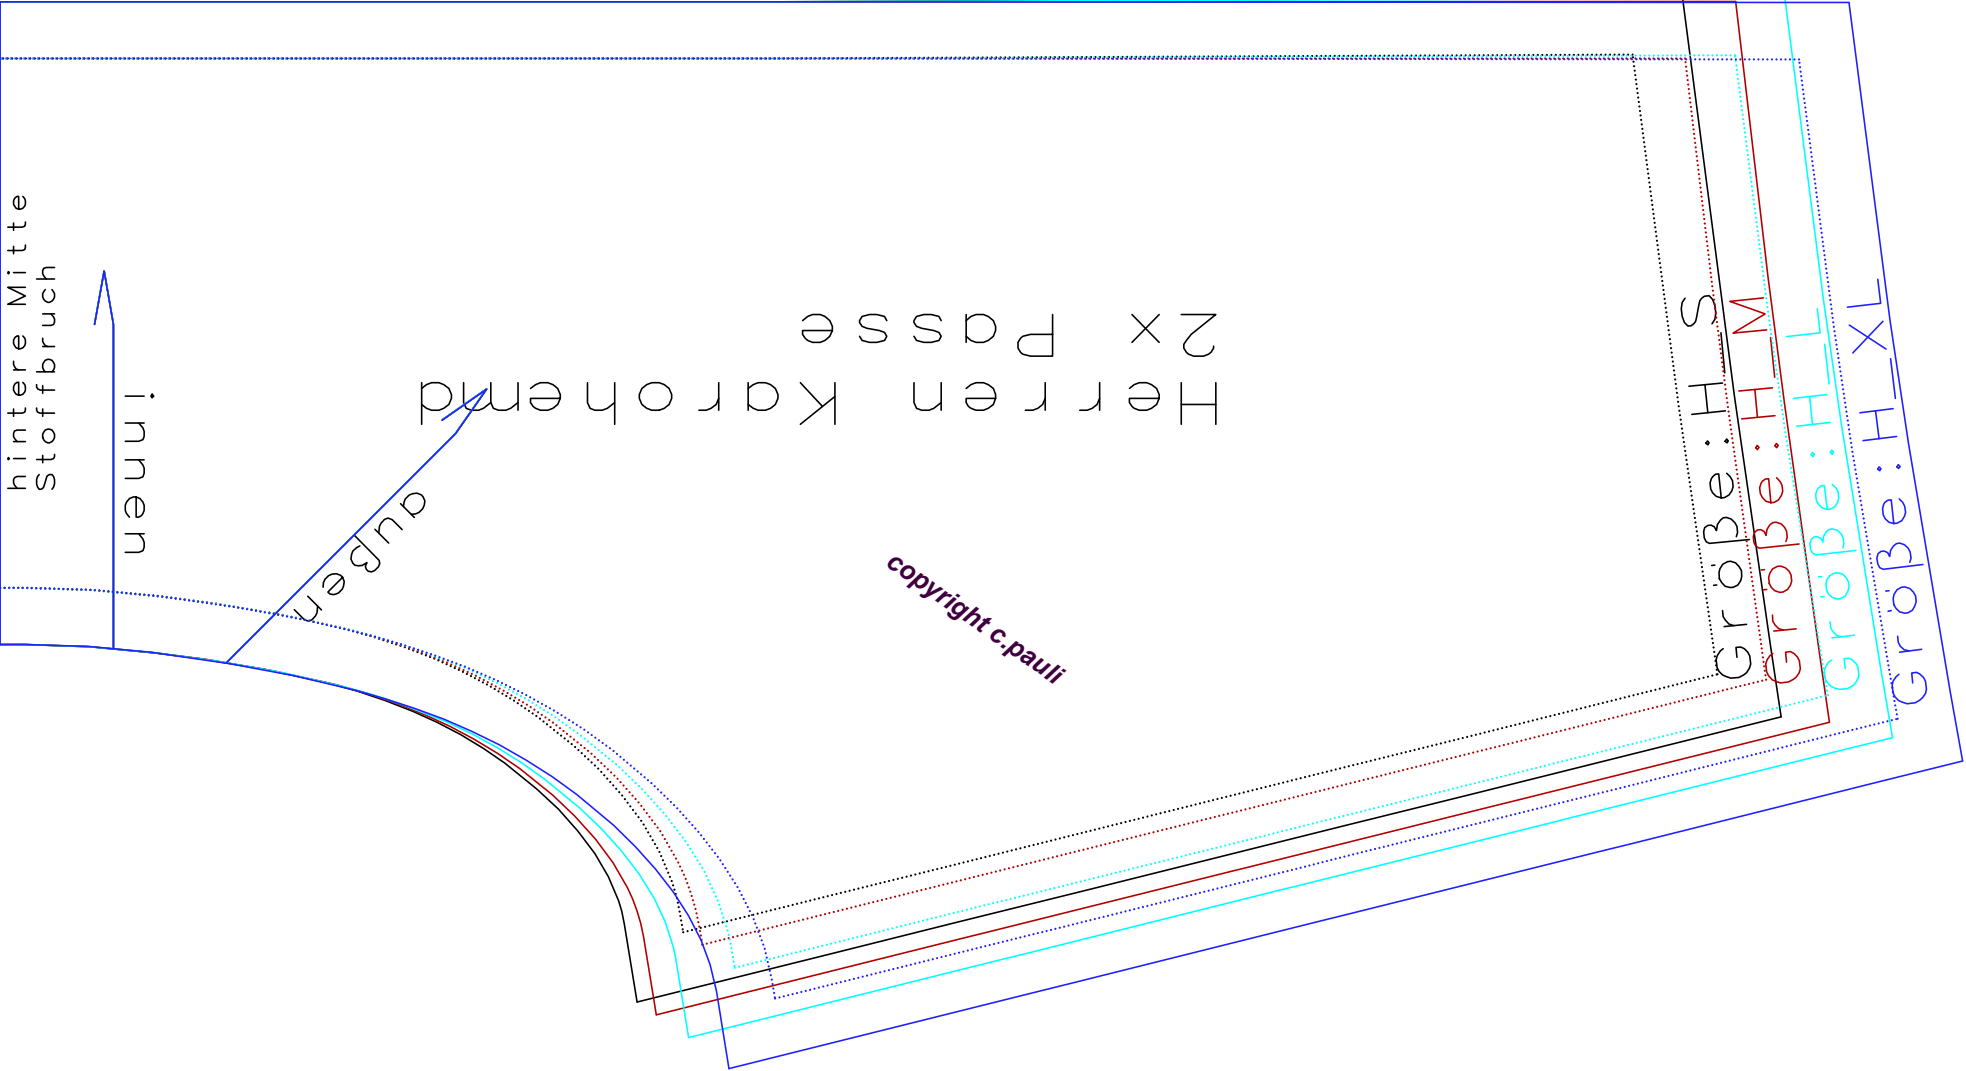 hintere Mitte
Stoffbruch
innen
außen
Herren Karohemd
2x Passe
copyright c.pauli
Größe:H_S
Größe:H_M
Größe:H_L
Größe:H_XL